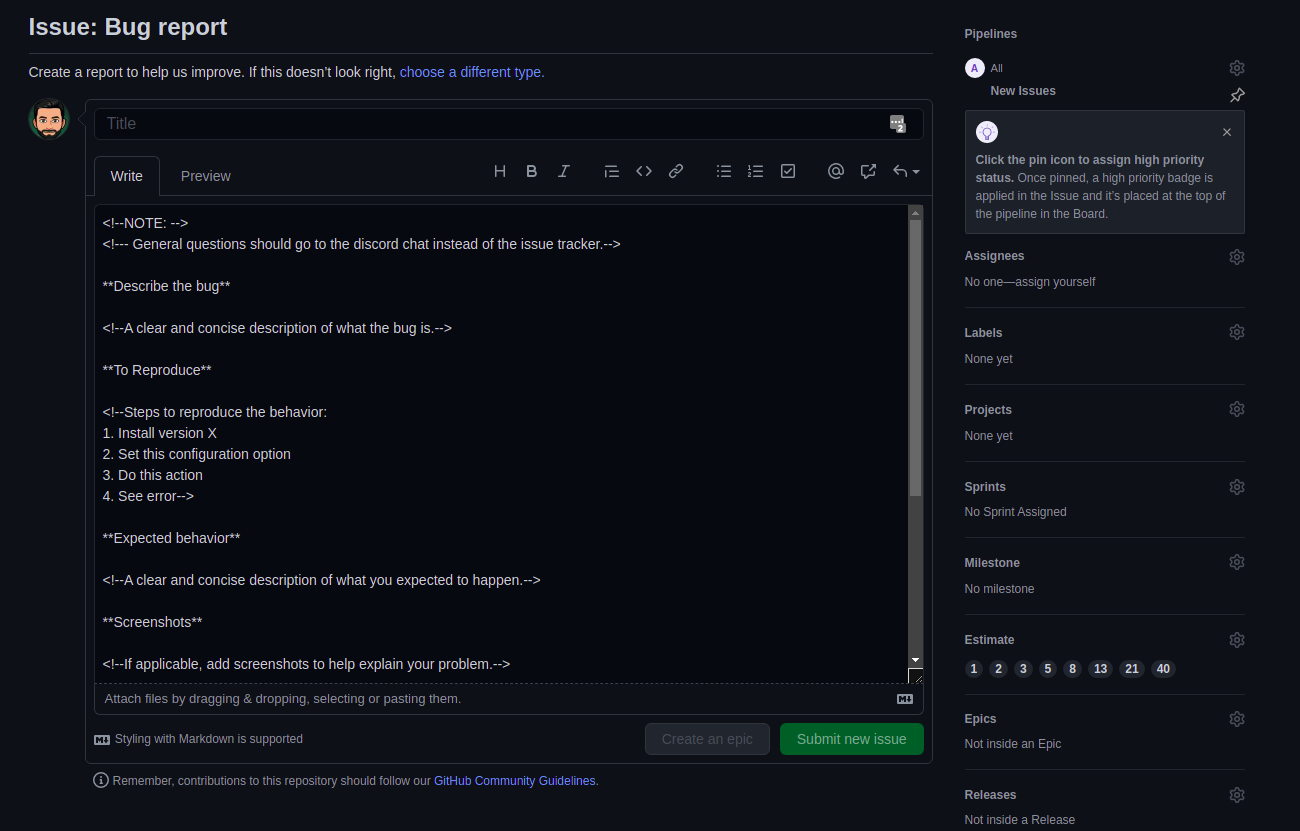 Issue: Bug report
Create a report to help us improve. If this doesn't look right, choose a different type.
Title
2
Write
Preview
H B I
<!--NOTE: -->
<!--- General questions should go to the discord chat instead of the issue tracker.-->
**Describe the bug**
<!--A clear and concise description of what the bug is.-->
**To Reproduce**
<!--Steps to reproduce the behavior:
1. Install version X
2. Set this configuration option
3. Do this action
4. See error-->
**Expected behavior**
<!--A clear and concise description of what you expected to happen.-->
**Screenshots**
<!--If applicable, add screenshots to help explain your problem.-->
Attach files by dragging & dropping, selecting or pasting them.
Styling with Markdown is supported
Create an epic
Submit new issue
Remember, contributions to this repository should follow our GitHub Community Guidelines.
Pipelines
A All
New Issues
Click the pin icon to assign high priority
status. Once pinned, a high priority badge is
applied in the Issue and it's placed at the top of
the pipeline in the Board.
Assignees
No one—assign yourself
Labels
None yet
Projects
None yet
Sprints
No Sprint Assigned
Milestone
No milestone
Estimate
1 2 3 5 8 13 21 40
Epics
Not inside an Epic
Releases
Not inside a Release